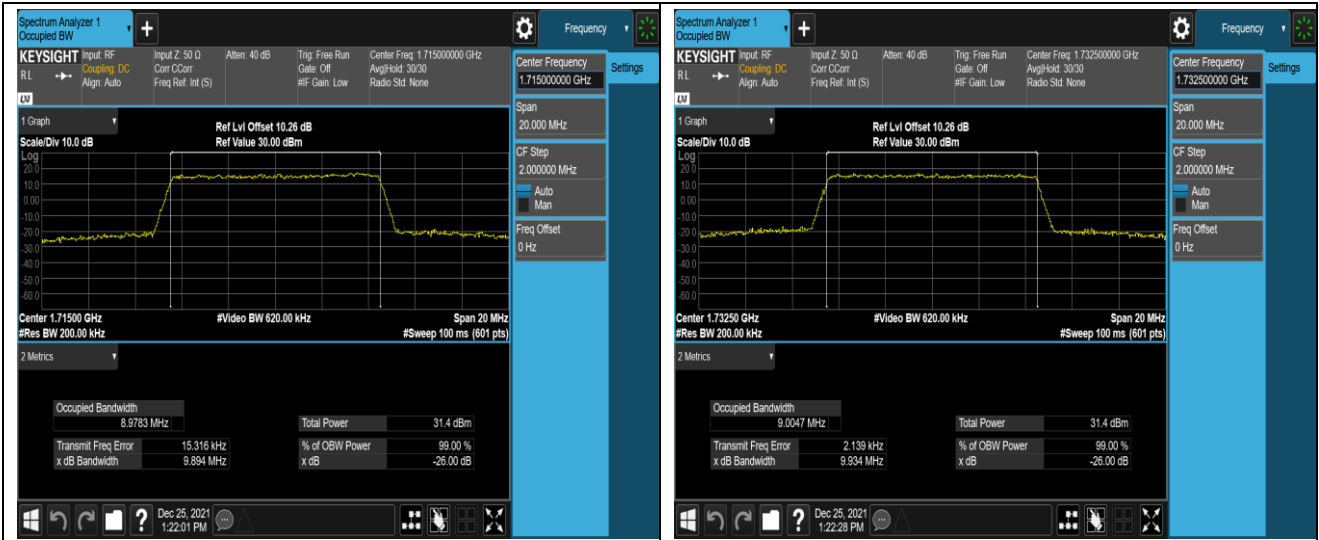 Spectrum Analyzer 1
Occupied BW
+
Frequency
KEYSIGHT Input: RF Input Z: 50 Ω Atten: 40 dB Trig: Free Run Center Freq: 1.715000000 GHz
RL Coupling: DC Corr CCorr Gate: Off Avg|Hold: 30/30
Align: Auto Freq Ref: Int (S) #IF Gain: Low Radio Std: None
LXI
Center Frequency
1.715000000 GHz
Settings
Span
20.000 MHz
CF Step
2.000000 MHz
Auto
Man
Freq Offset
0 Hz
1 Graph
Ref Lvl Offset 10.26 dB
Scale/Div 10.0 dB Ref Value 30.00 dBm
Log
20.0
10.0
0.00
-10.0
-20.0
-30.0
-40.0
-50.0
-60.0
Center 1.71500 GHz #Video BW 620.00 kHz Span 20 MHz
#Res BW 200.00 kHz #Sweep 100 ms (601 pts)
2 Metrics
Occupied Bandwidth
8.9783 MHz Total Power 31.4 dBm
Transmit Freq Error 15.316 kHz % of OBW Power 99.00 %
x dB Bandwidth 9.894 MHz x dB -26.00 dB
? Dec 25, 2021
1:22:01 PM
Spectrum Analyzer 1
Occupied BW
+
Frequency
KEYSIGHT Input: RF Input Z: 50 Ω Atten: 40 dB Trig: Free Run Center Freq: 1.732500000 GHz
RL Coupling: DC Corr CCorr Gate: Off Avg|Hold: 30/30
Align: Auto Freq Ref: Int (S) #IF Gain: Low Radio Std: None
LXI
Center Frequency
1.732500000 GHz
Settings
Span
20.000 MHz
CF Step
2.000000 MHz
Auto
Man
Freq Offset
0 Hz
1 Graph
Ref Lvl Offset 10.26 dB
Scale/Div 10.0 dB Ref Value 30.00 dBm
Log
20.0
10.0
0.00
-10.0
-20.0
-30.0
-40.0
-50.0
-60.0
Center 1.73250 GHz #Video BW 620.00 kHz Span 20 MHz
#Res BW 200.00 kHz #Sweep 100 ms (601 pts)
2 Metrics
Occupied Bandwidth
9.0047 MHz Total Power 31.4 dBm
Transmit Freq Error 2.139 kHz % of OBW Power 99.00 %
x dB Bandwidth 9.934 MHz x dB -26.00 dB
? Dec 25, 2021
1:22:28 PM